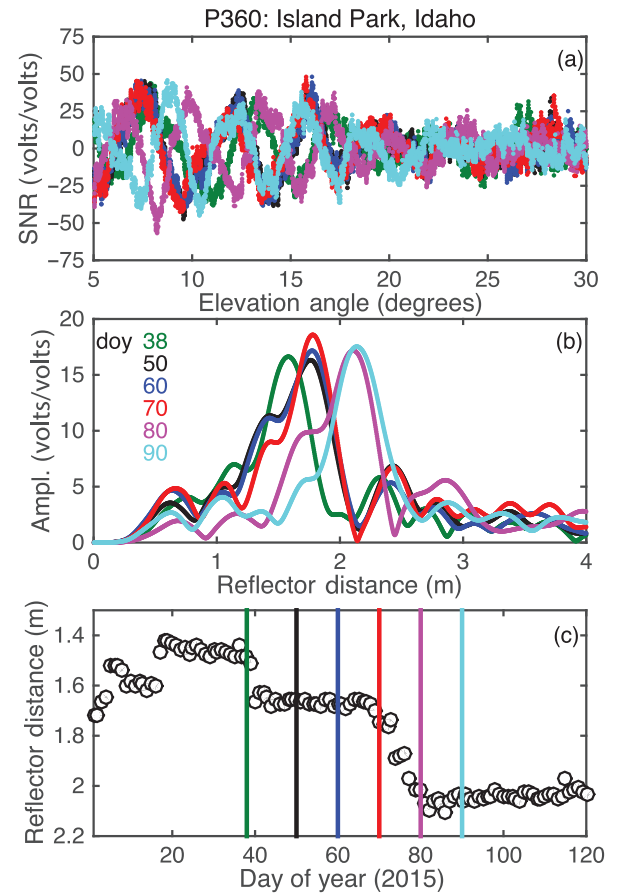 P360: Island Park, Idaho
(a)
SNR (volts/volts)
75
50
25
0
−25
−50
−75
5 10 15 20 25 30
Elevation angle (degrees)
(b)
Ampl. (volts/volts)
20
15
10
5
0
doy 38
50
60
70
80
90
0 1 2 3 4
Reflector distance (m)
(c)
Reflector distance (m)
1.4
1.6
1.8
2
2.2
20 40 60 80 100 120
Day of year (2015)